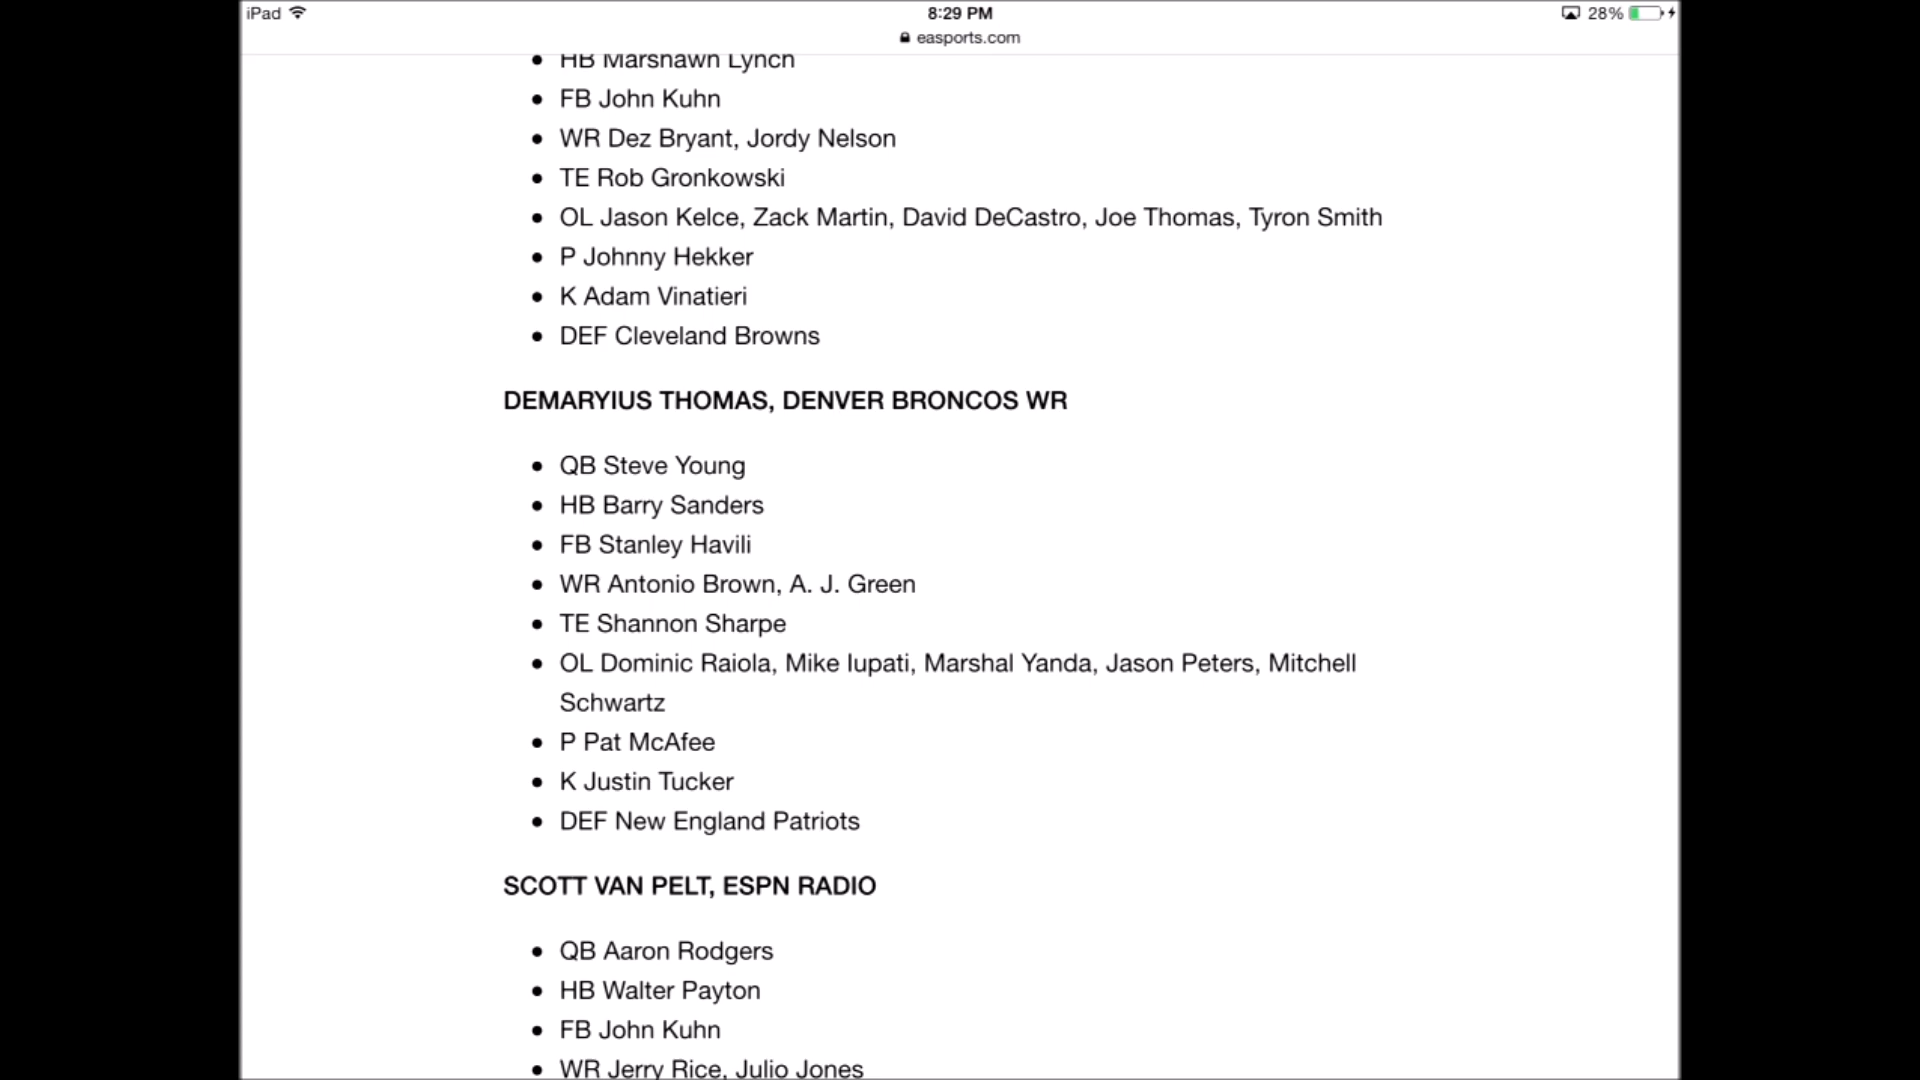 iPad 8:29 PM 28%
easports.com
• HB Marshawn Lynch
• FB John Kuhn
• WR Dez Bryant, Jordy Nelson
• TE Rob Gronkowski
• OL Jason Kelce, Zack Martin, David DeCastro, Joe Thomas, Tyron Smith
• P Johnny Hekker
• K Adam Vinatieri
• DEF Cleveland Browns
DEMARYIUS THOMAS, DENVER BRONCOS WR
• QB Steve Young
• HB Barry Sanders
• FB Stanley Havili
• WR Antonio Brown, A. J. Green
• TE Shannon Sharpe
• OL Dominic Raiola, Mike Iupati, Marshal Yanda, Jason Peters, Mitchell
Schwartz
• P Pat McAfee
• K Justin Tucker
• DEF New England Patriots
SCOTT VAN PELT, ESPN RADIO
• QB Aaron Rodgers
• HB Walter Payton
• FB John Kuhn
• WR Jerry Rice, Julio Jones